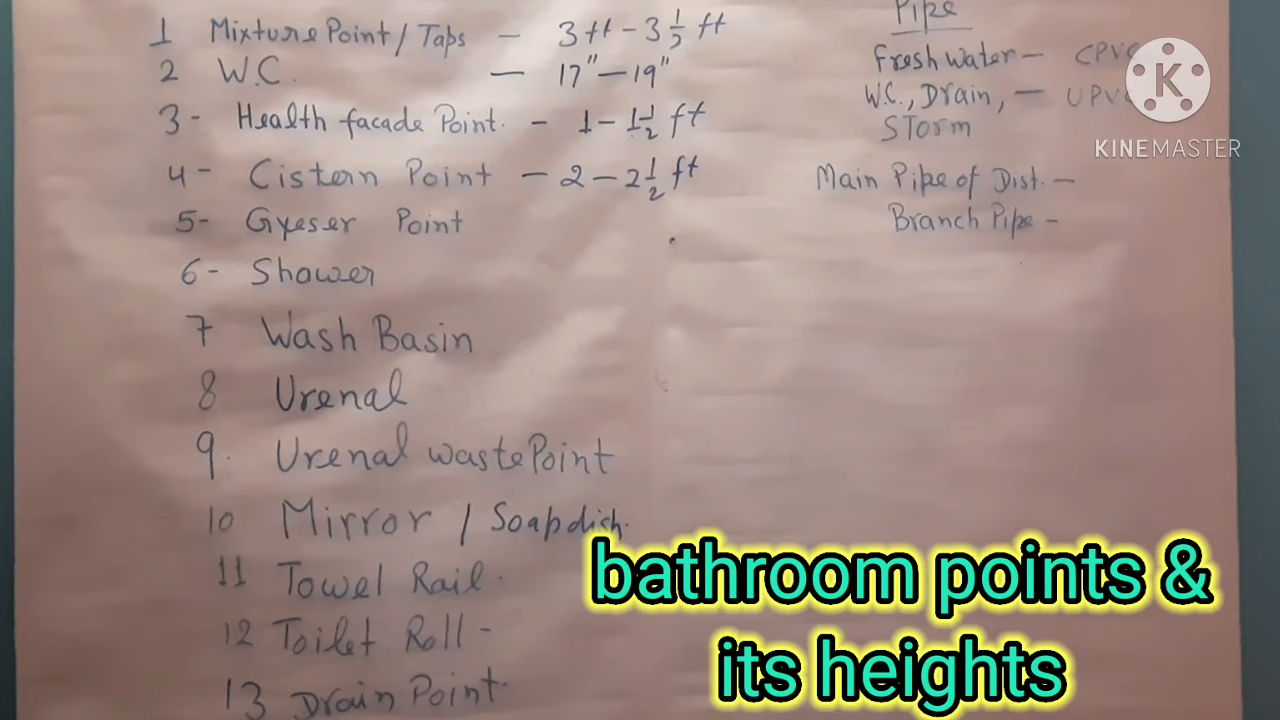 1 Mixture Point / Taps - 3 ft - 3 1/2 ft
2 W.C. - 17" - 19"
3 - Health facade Point. - 1 - 1 1/2 ft
4 - Cistern Point - 2 - 2 1/2 ft
5 - Gyeser Point
6 - Shower
7 Wash Basin
8 Urenal
9. Urenal waste Point
10 Mirror / Soapdish.
11 Towel Rail.
12 Toilet Roll -
13 Drain Point.
Pipe
Fresh Water - CPVC
W.C., Drain, - UPVC
STorm
Main Pipe of Dist. -
Branch Pipe -
K
KINEMASTER
bathroom points &
its heights